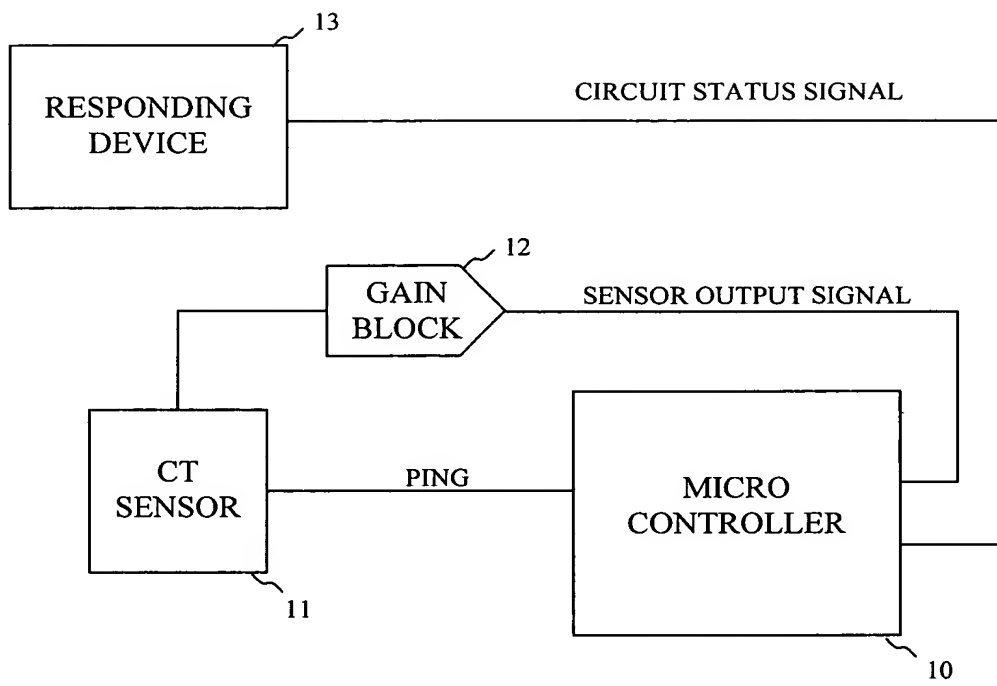 13
RESPONDING
DEVICE
CIRCUIT STATUS SIGNAL
12
GAIN
BLOCK
SENSOR OUTPUT SIGNAL
CT
SENSOR
PING
MICRO
CONTROLLER
11
10